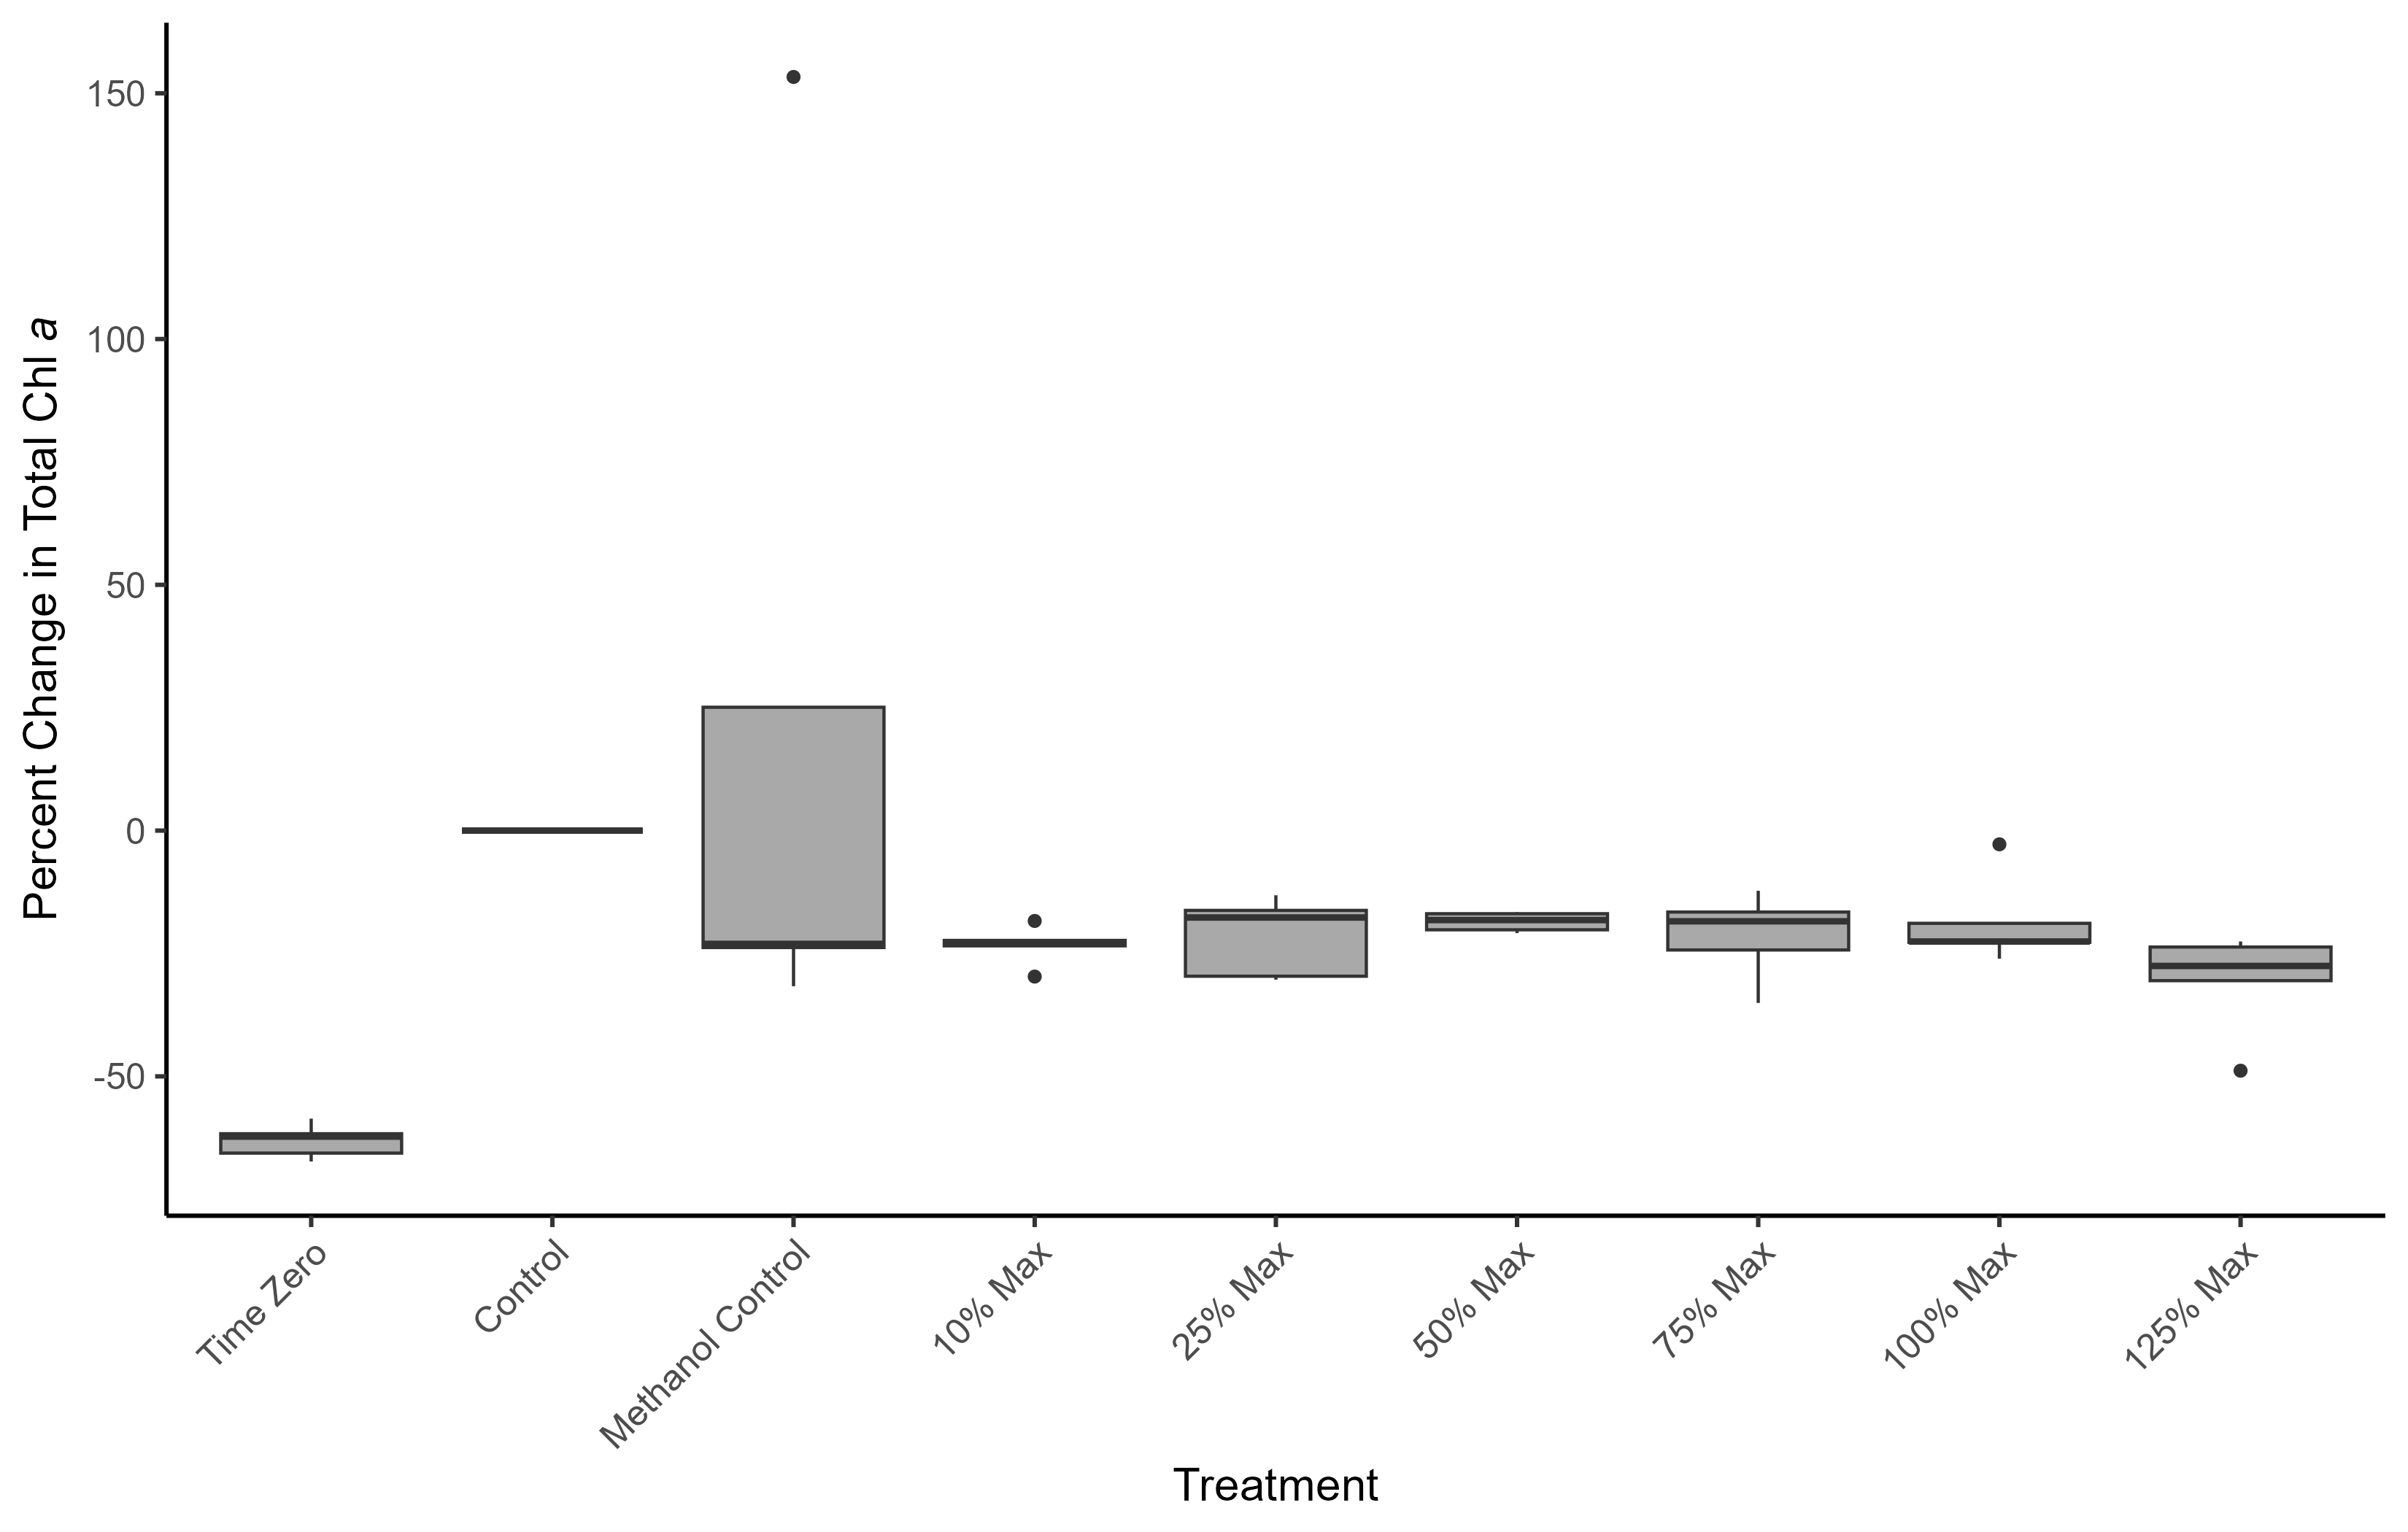 Percent Change in Total Chl a
150
100
50
0
-50
Time Zero
Control
Methanol Control
10% Max
25% Max
50% Max
75% Max
100% Max
125% Max
Treatment